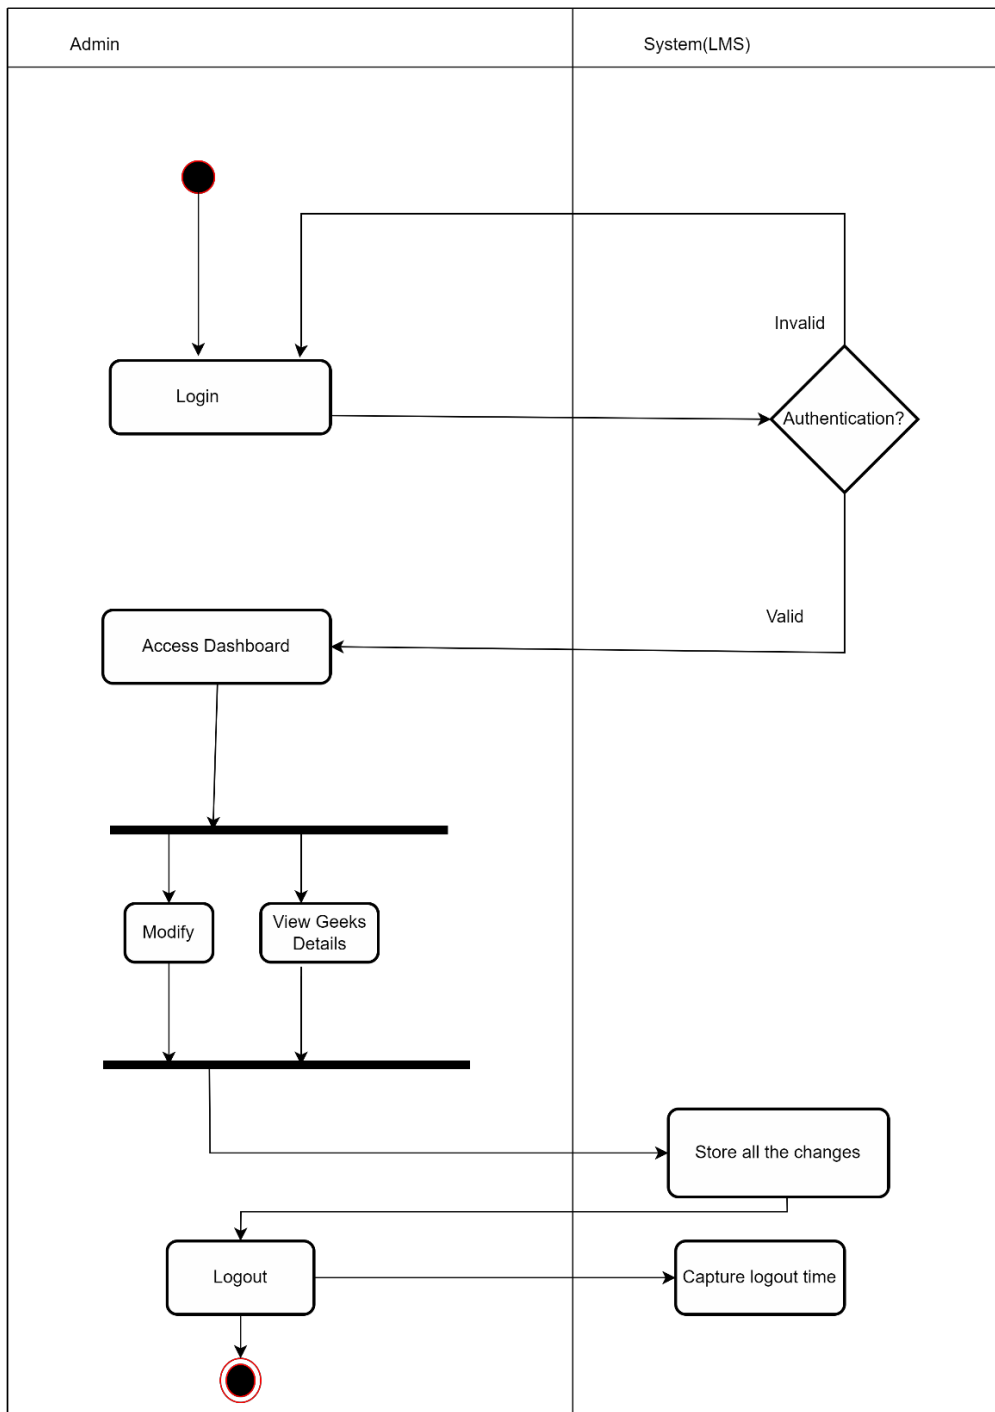 Admin
System(LMS)
Invalid
Login
Authentication?
Valid
Access Dashboard
Modify
View Geeks
Details
Store all the changes
Logout
Capture logout time